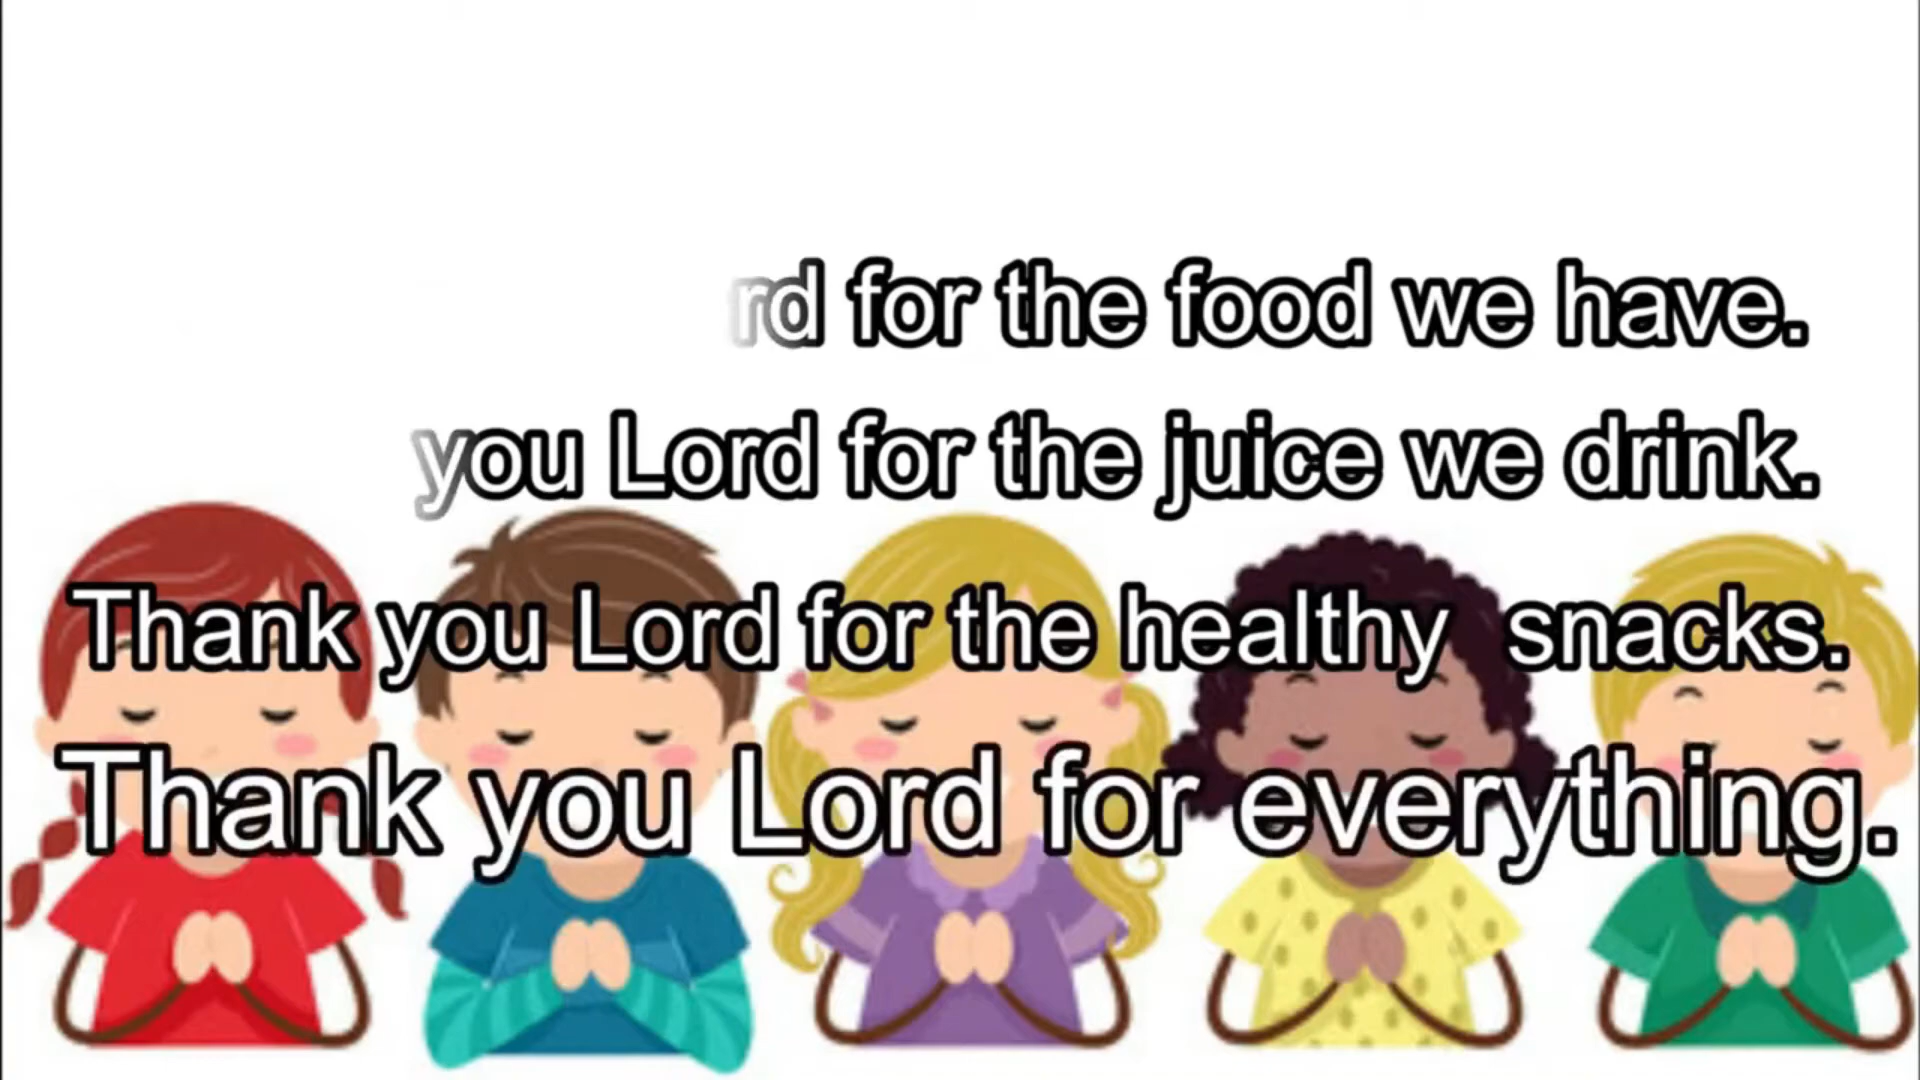 rd for the food we have.
you Lord for the juice we drink.
Thank you Lord for the healthy snacks.
Thank you Lord for everything.